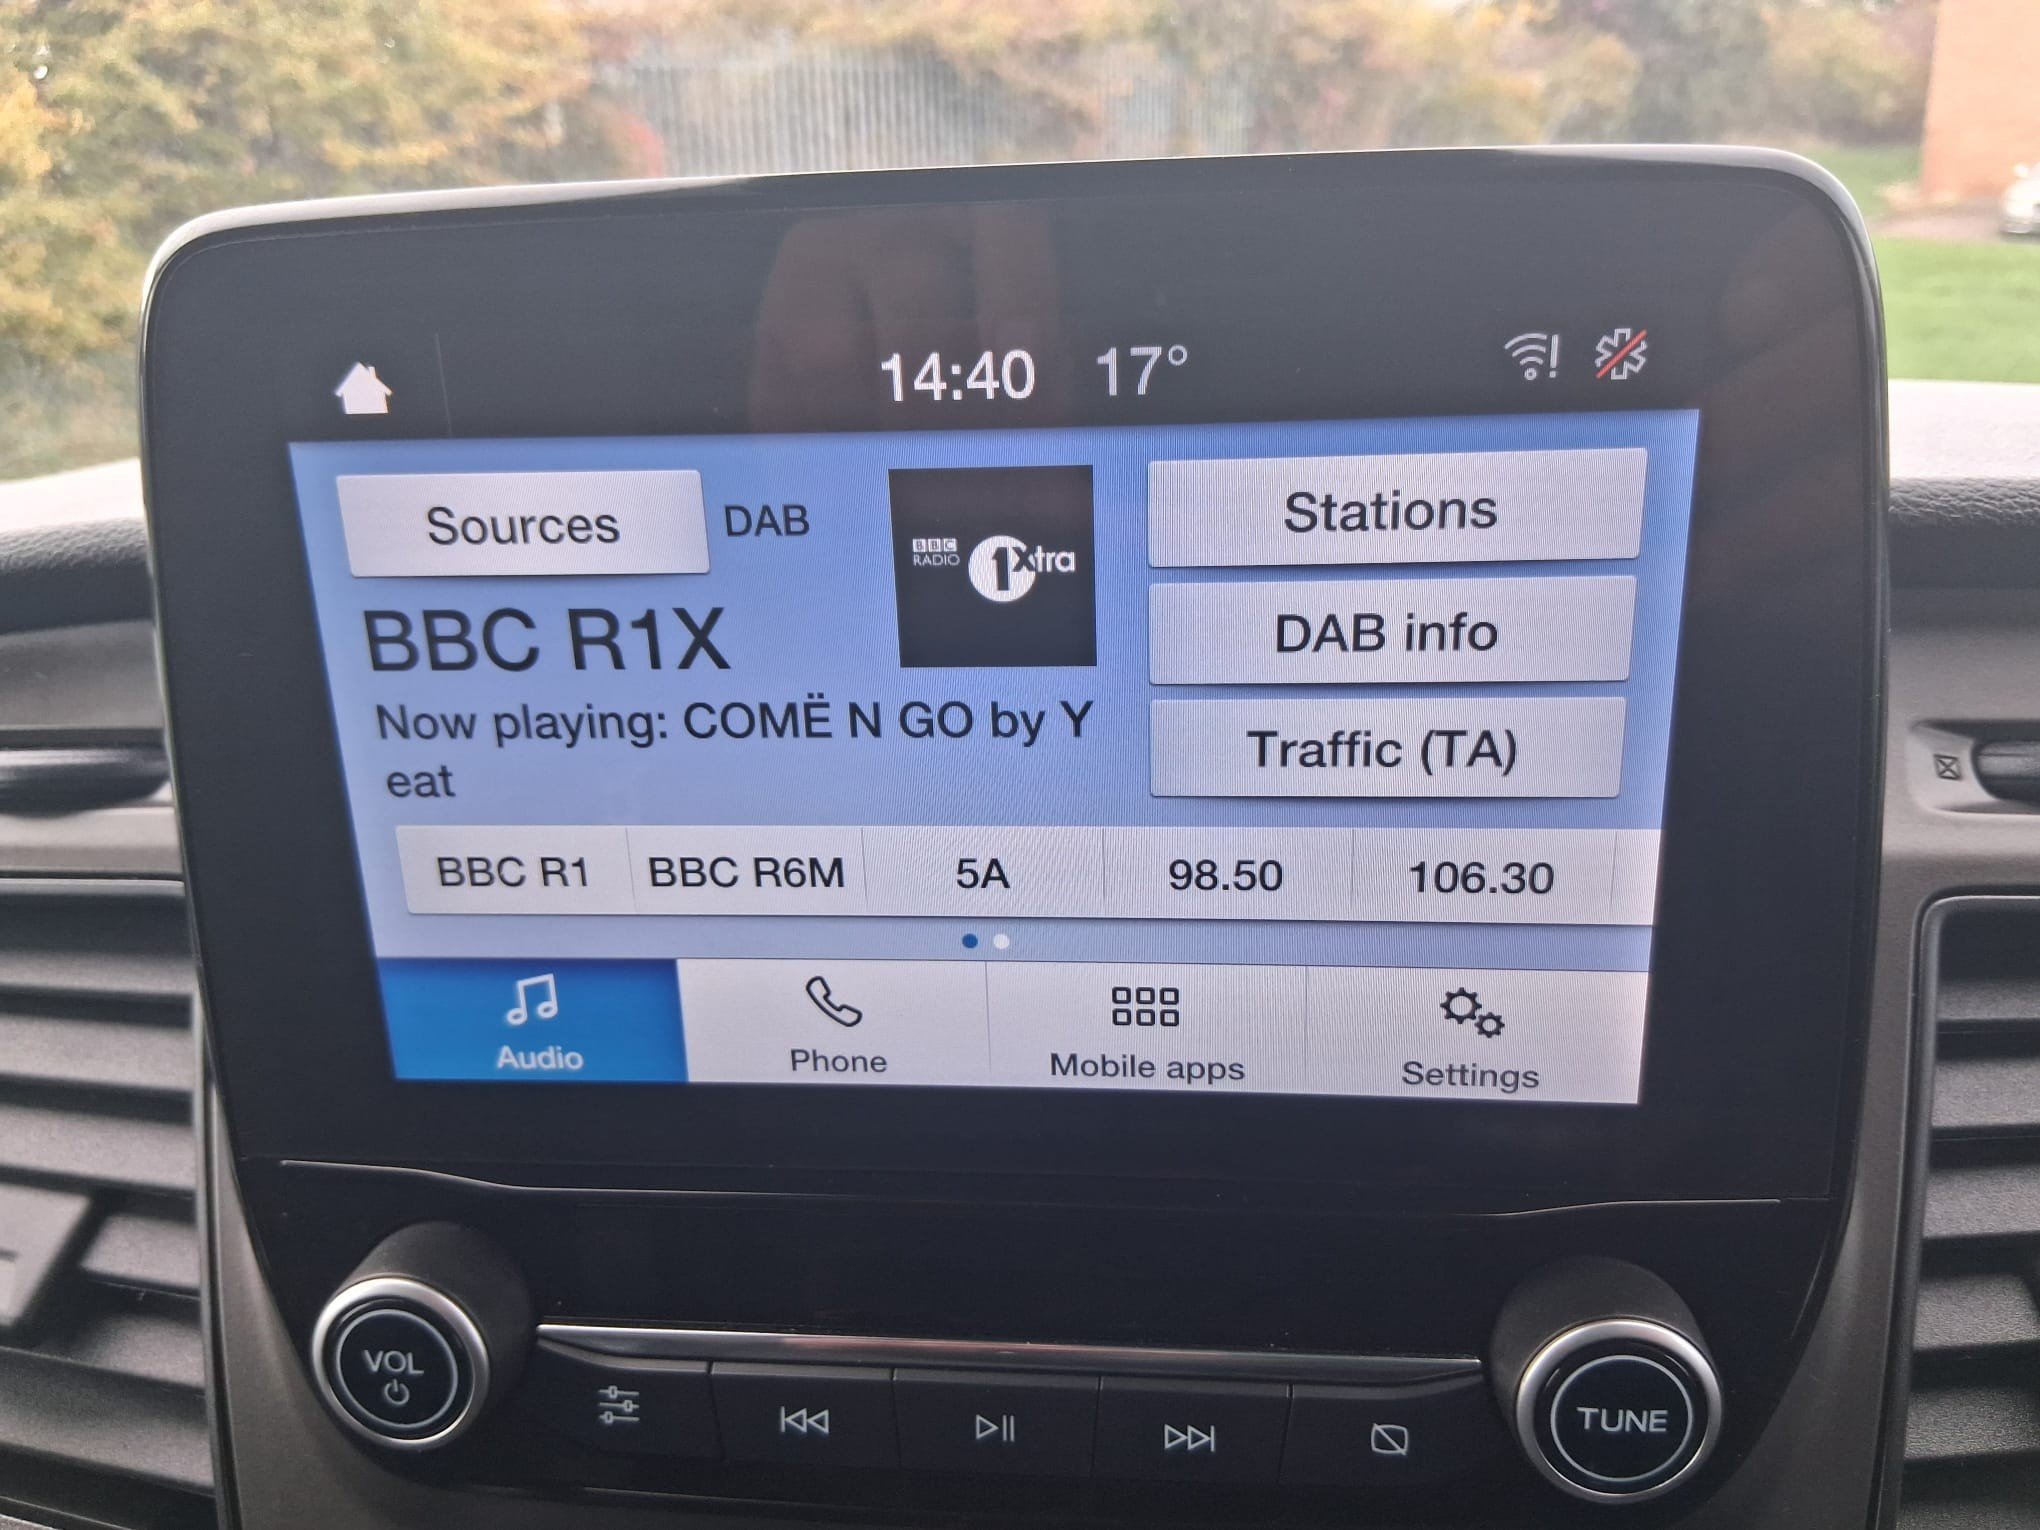 14:40 17°
Sources DAB
BBC
RADIO
1Xtra
Stations
DAB info
Traffic (TA)
BBC R1X
Now playing: COMË N GO by Y
eat
BBC R1 BBC R6M 5A 98.50 106.30
Audio Phone Mobile apps Settings
VOL
TUNE